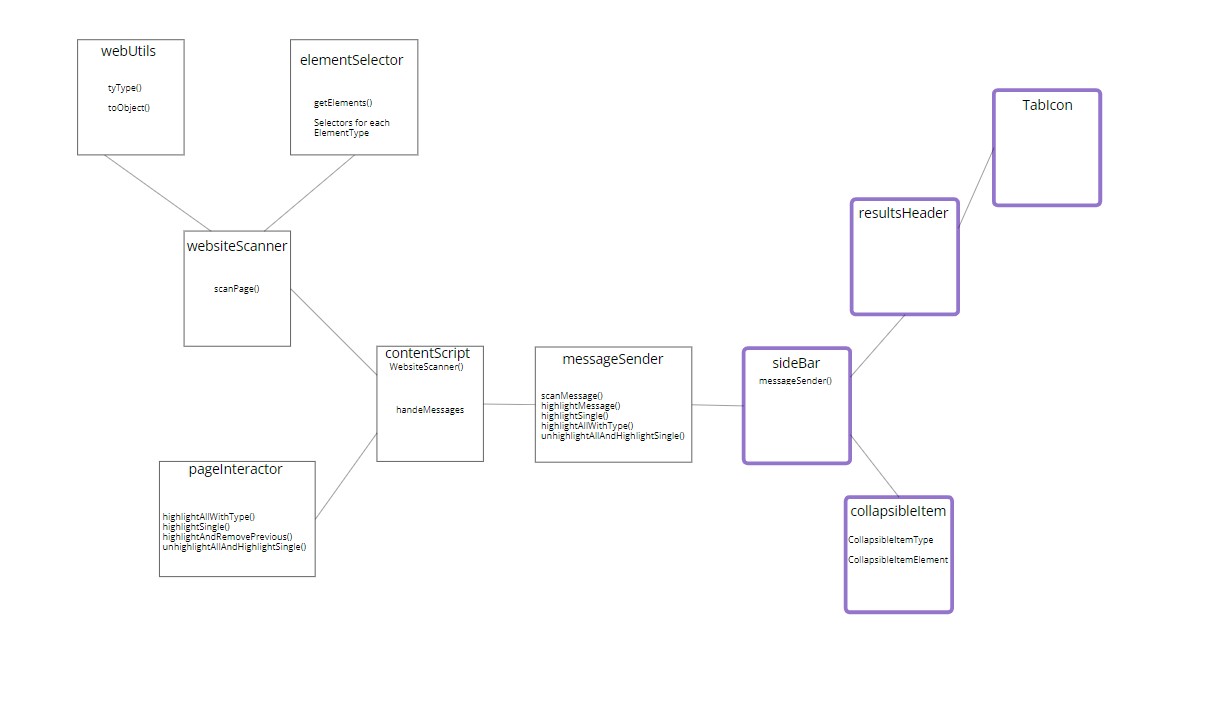 webUtils
tyType()
toObject()
elementSelector
getElements()
Selectors for each
ElementType
TabIcon
resultsHeader
websiteScanner
scanPage()
contentScript
WebsiteScanner()
handeMessages
messageSender
scanMessage()
highlightMessage()
highlightSingle()
highlightAllWithType()
unhighlightAllAndHighlightSingle()
sideBar
messageSender()
pageInteractor
highlightAllWithType()
highlightSingle()
highlightAndRemovePrevious()
unhighlightAllAndHighlightSingle()
collapsibleItem
CollapsibleItemType
CollapsibleItemElement